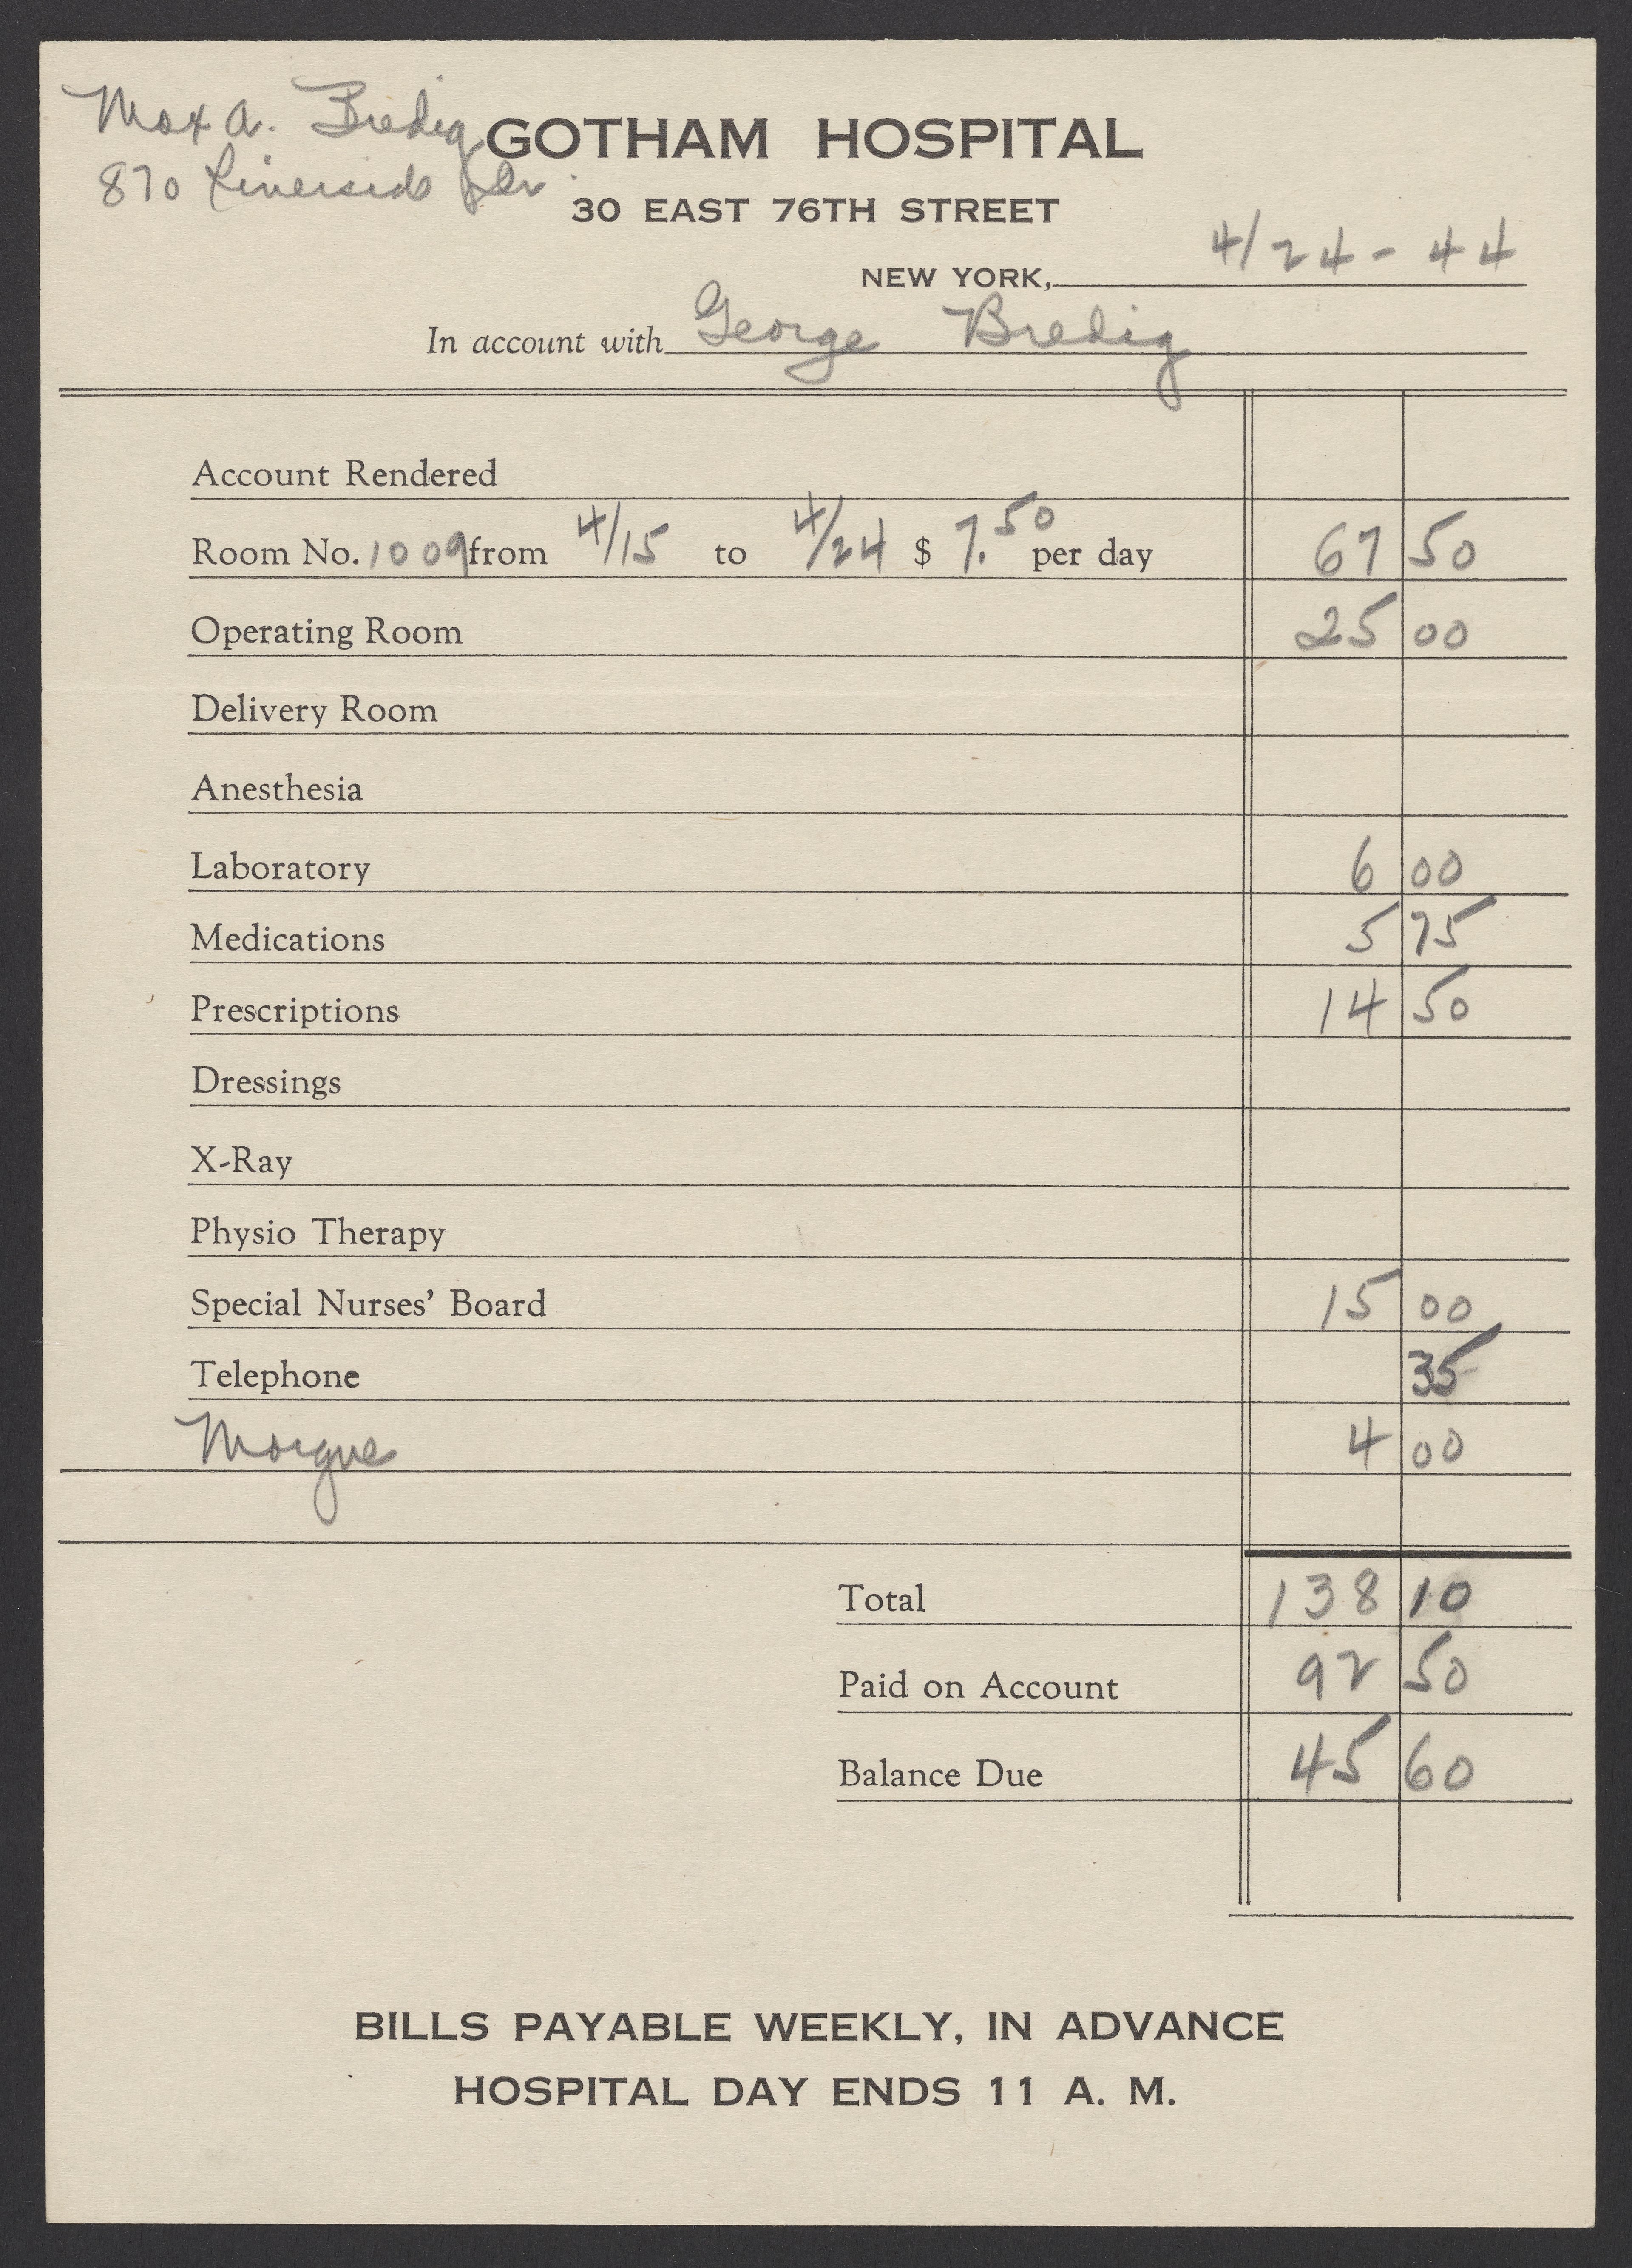 Max A. Bredig
870 Riverside Dr.
GOTHAM HOSPITAL
30 EAST 76TH STREET
NEW YORK, 4/24-44
In account with George Bredig
Account Rendered
Room No. 1009 from 4/15 to 4/24 $ 7.50 per day 67 50
Operating Room 25 00
Delivery Room
Anesthesia
Laboratory 6 00
Medications 5 75
Prescriptions 14 50
Dressings
X-Ray
Physio Therapy
Special Nurses' Board 15 00
Telephone 35
Morgue 4 00
Total 138 10
Paid on Account 92 50
Balance Due 45 60
BILLS PAYABLE WEEKLY, IN ADVANCE
HOSPITAL DAY ENDS 11 A. M.